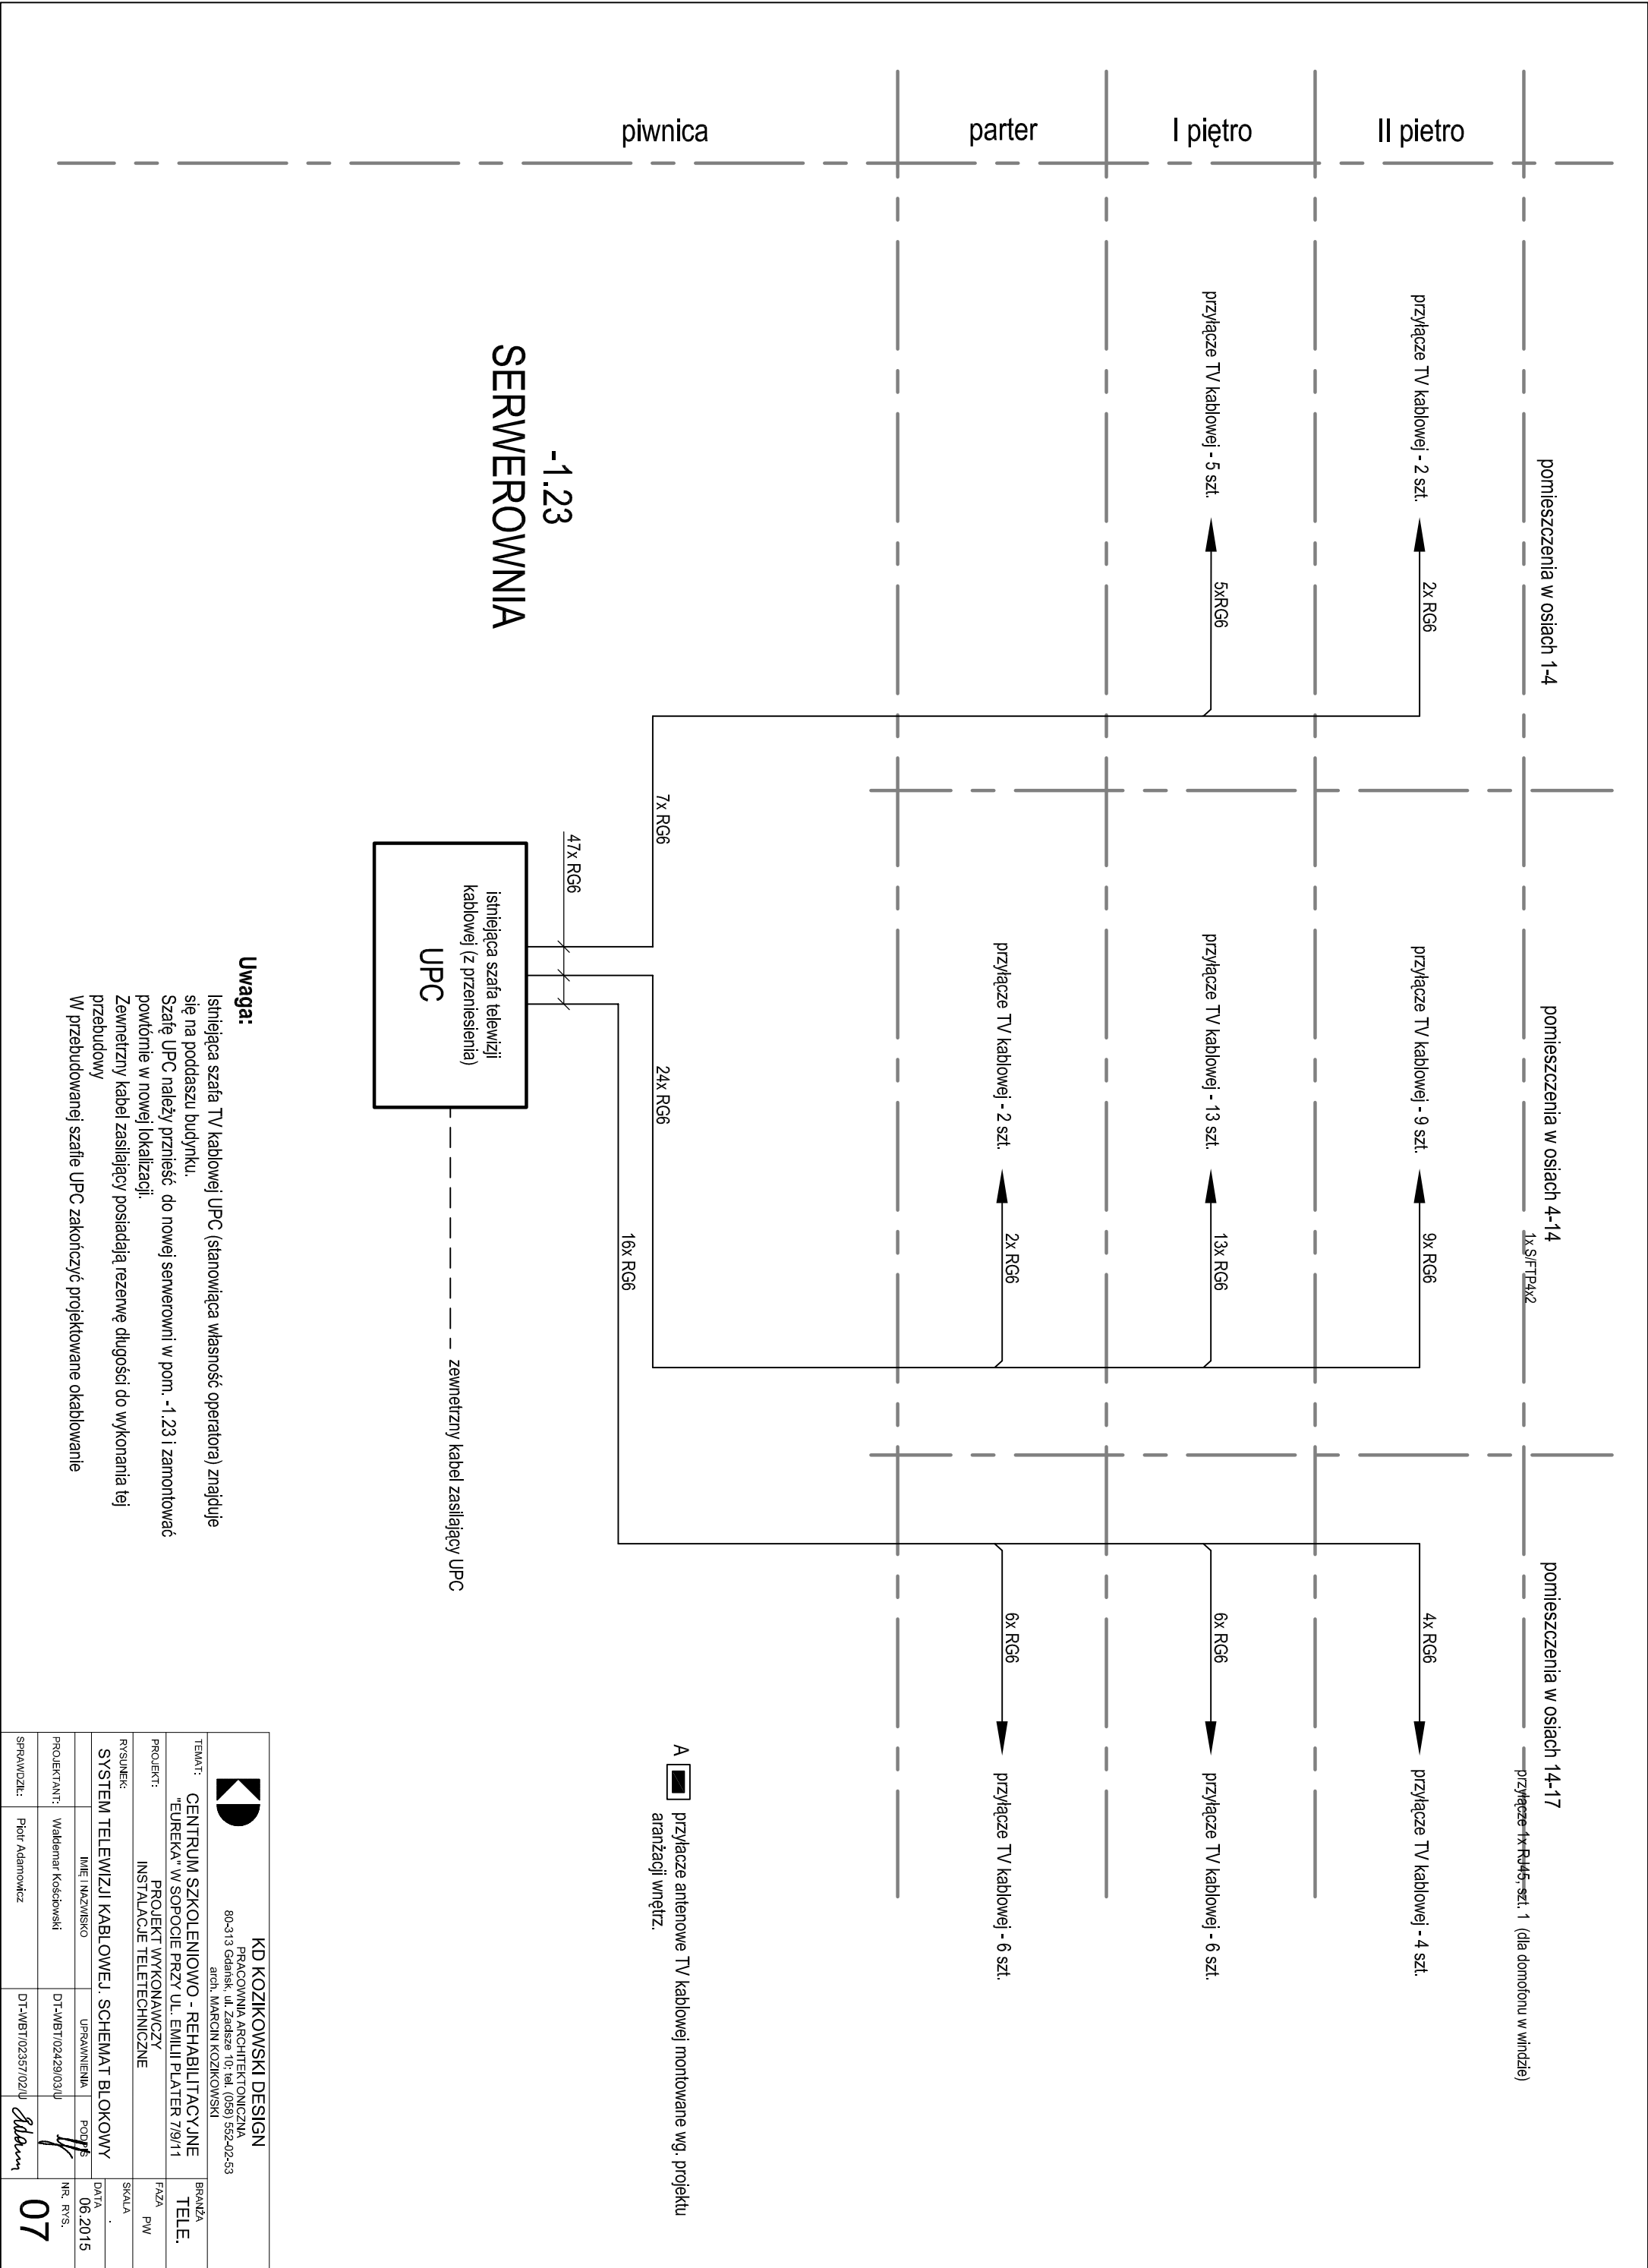 pomieszczenia w osiach 1-4
pomieszczenia w osiach 4-14
pomieszczenia w osiach 14-17
1x S/FTP4x2
przyłącze 1x RJ45, szt. 1 (dla domofonu w windzie)
II pietro
przyłącze TV kablowej - 2 szt.
2x RG6
przyłącze TV kablowej - 9 szt.
9x RG6
4x RG6
przyłącze TV kablowej - 4 szt.
I piętro
przyłącze TV kablowej - 5 szt.
5xRG6
przyłącze TV kablowej - 13 szt.
13x RG6
6x RG6
przyłącze TV kablowej - 6 szt.
parter
przyłącze TV kablowej - 2 szt.
2x RG6
6x RG6
przyłącze TV kablowej - 6 szt.
piwnica
7x RG6
24x RG6
16x RG6
47x RG6
-1.23
SERWEROWNIA
istniejąca szafa telewizji
kablowej (z przeniesienia)
UPC
zewnetrzny kabel zasilający UPC
A
przyłacze antenowe TV kablowej montowane wg. projektu
aranżacji wnętrz.
Uwaga:
Istniejąca szafa TV kablowej UPC (stanowiąca własność operatora) znajduje
się na poddaszu budynku.
Szafę UPC należy prznieść do nowej serwerowni w pom. -1.23 i zamontować
powtórnie w nowej lokalizacji.
Zewnetrzny kabel zasilający posiadają rezerwę długości do wykonania tej
przebudowy
W przebudowanej szafie UPC zakończyć projektowane okablowanie
KD KOZIKOWSKI DESIGN
PRACOWNIA ARCHITEKTONICZNA
80-313 Gdańsk, ul. Zacisze 10; tel. (058) 552-02-53
arch. MARCIN KOZIKOWSKI
TEMAT:
CENTRUM SZKOLENIOWO - REHABILITACYJNE
"EUREKA" W SOPOCIE PRZY UL. EMILII PLATER 7/9/11
BRANŻA
TELE.
PROJEKT:
PROJEKT WYKONAWCZY
INSTALACJE TELETECHNICZNE
FAZA
PW
RYSUNEK:
SYSTEM TELEWIZJI KABLOWEJ. SCHEMAT BLOKOWY
SKALA
.
IMIĘ I NAZWISKO
UPRAWNIENIA
PODPIS
DATA
06.2015
PROJEKTANT:
Waldemar Kościowski
DT-WBT/02429/03/U
NR. RYS.
07
SPRAWDZIŁ:
Piotr Adamowicz
DT-WBT/02357/02/U